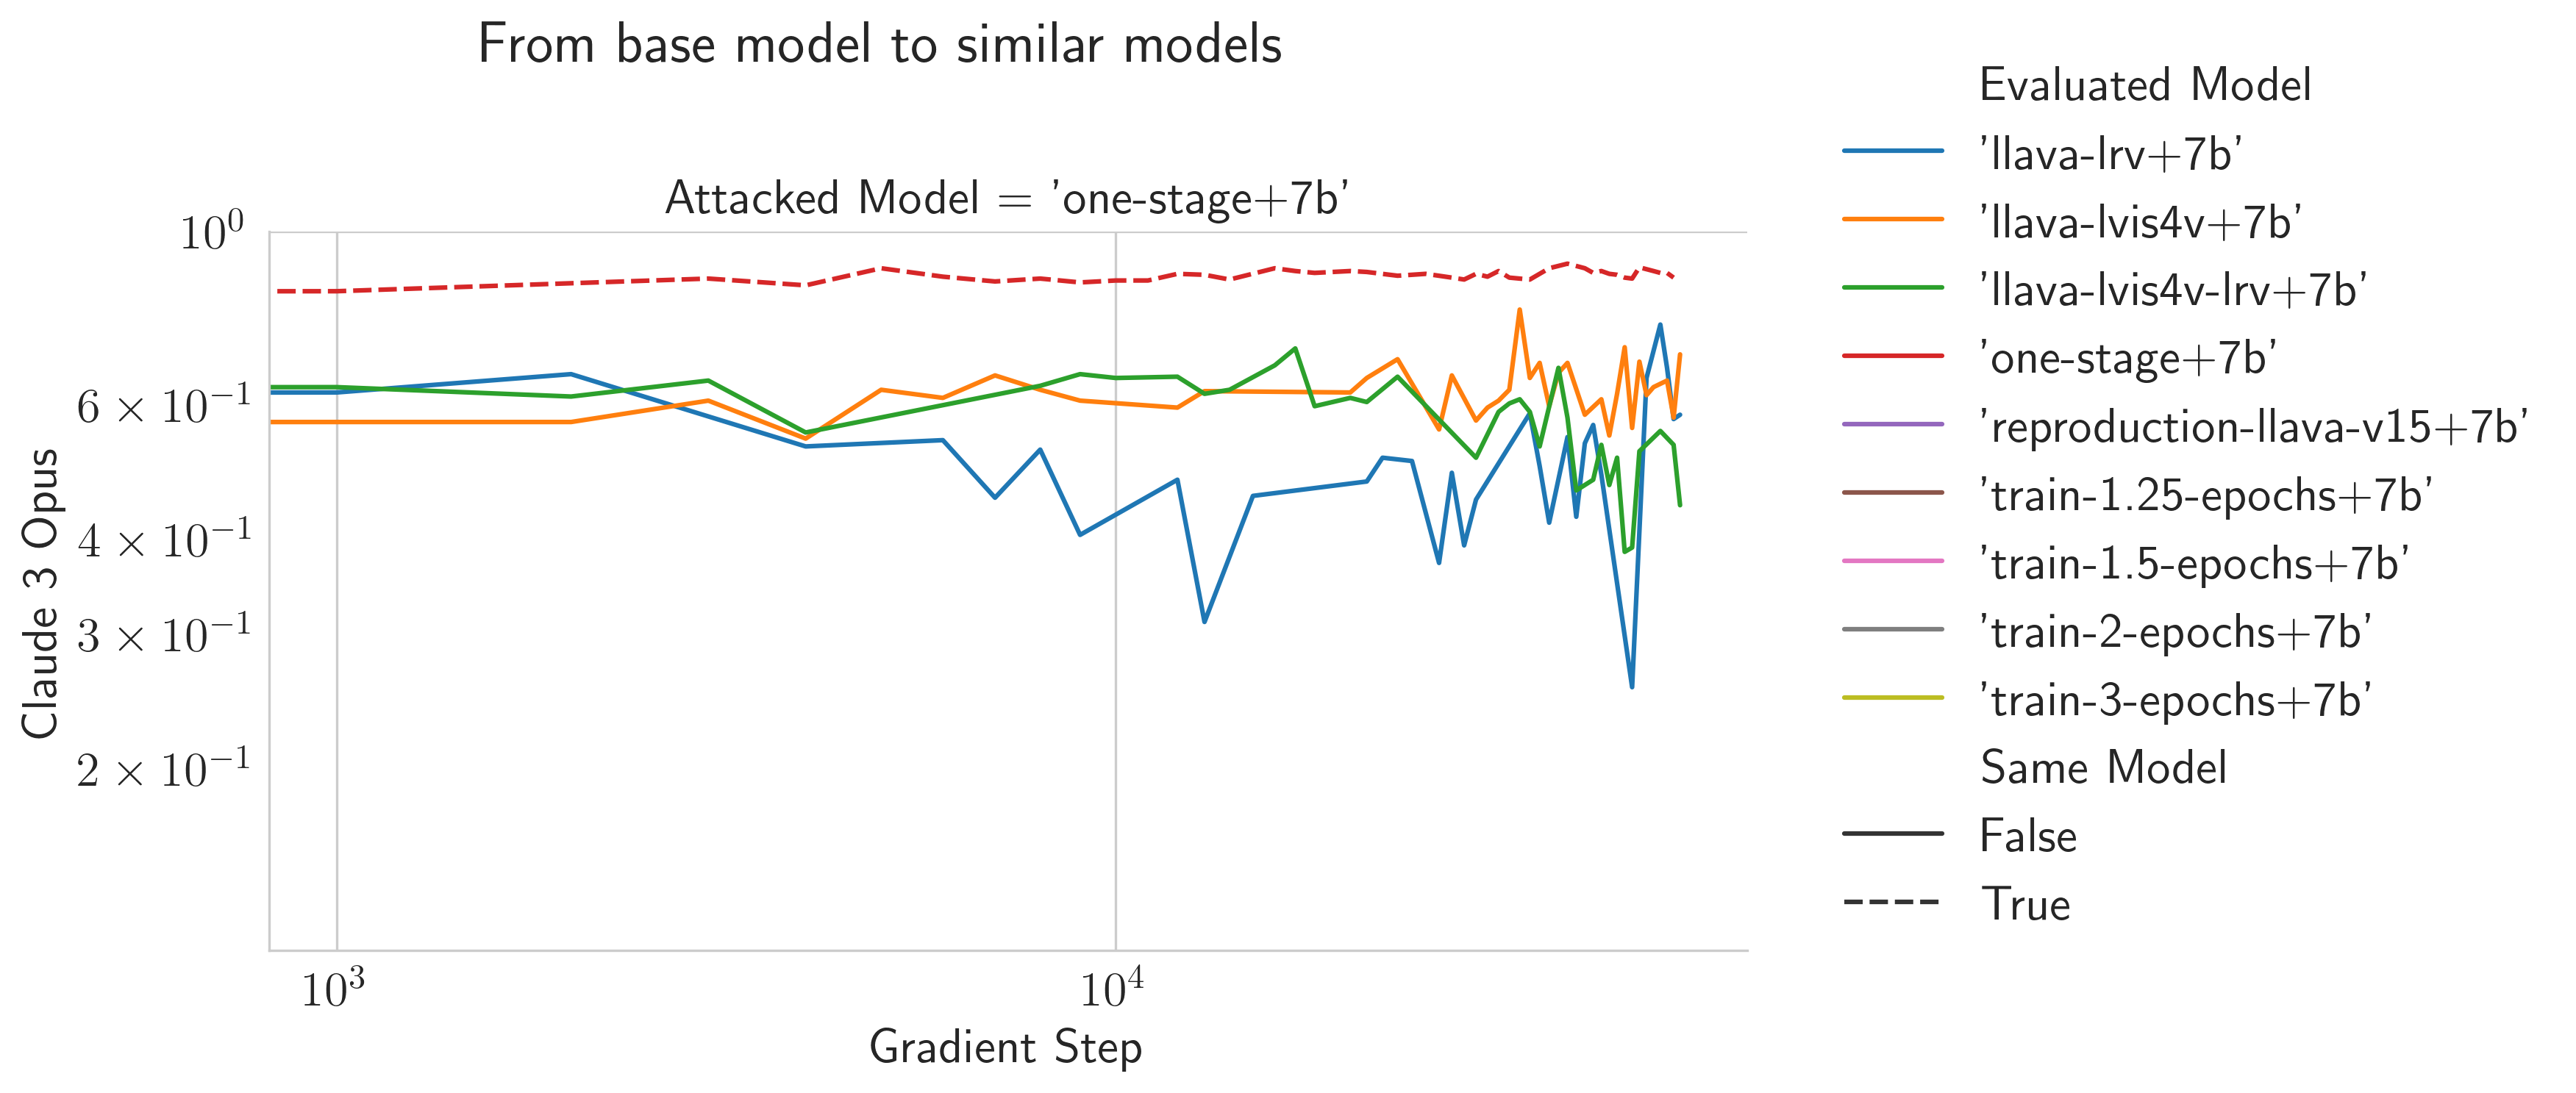 From base model to similar models
Attacked Model = 'one-stage+7b'
10^0
6 × 10^−1
4 × 10^−1
3 × 10^−1
2 × 10^−1
Claude 3 Opus
10^3
10^4
Gradient Step
Evaluated Model
'llava-lrv+7b'
'llava-lvis4v+7b'
'llava-lvis4v-lrv+7b'
'one-stage+7b'
'reproduction-llava-v15+7b'
'train-1.25-epochs+7b'
'train-1.5-epochs+7b'
'train-2-epochs+7b'
'train-3-epochs+7b'
Same Model
False
True